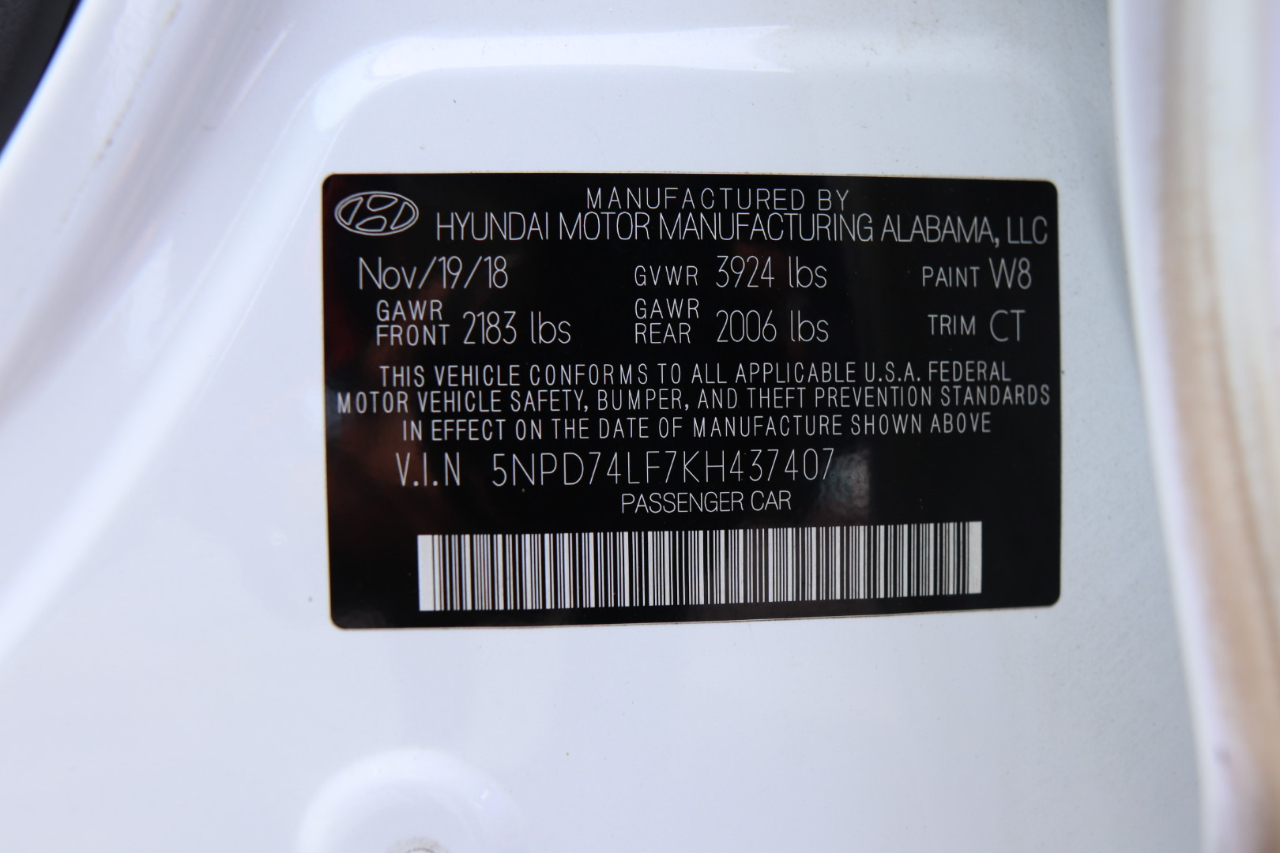 MANUFACTURED BY
HYUNDAI MOTOR MANUFACTURING ALABAMA, LLC
Nov/19/18 GVWR 3924 lbs PAINT W8
GAWR FRONT 2183 lbs GAWR REAR 2006 lbs TRIM CT
THIS VEHICLE CONFORMS TO ALL APPLICABLE U.S.A. FEDERAL
MOTOR VEHICLE SAFETY, BUMPER, AND THEFT PREVENTION STANDARDS
IN EFFECT ON THE DATE OF MANUFACTURE SHOWN ABOVE
V.I.N 5NPD74LF7KH437407
PASSENGER CAR